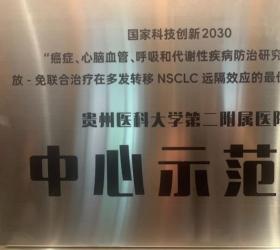 国家科技创新2030
“癌症、心脑血管、呼吸和代谢性疾病防治研究
放-免联合治疗在多发转移 NSCLC 远隔效应的最
贵州医科大学第二附属医
中心示范